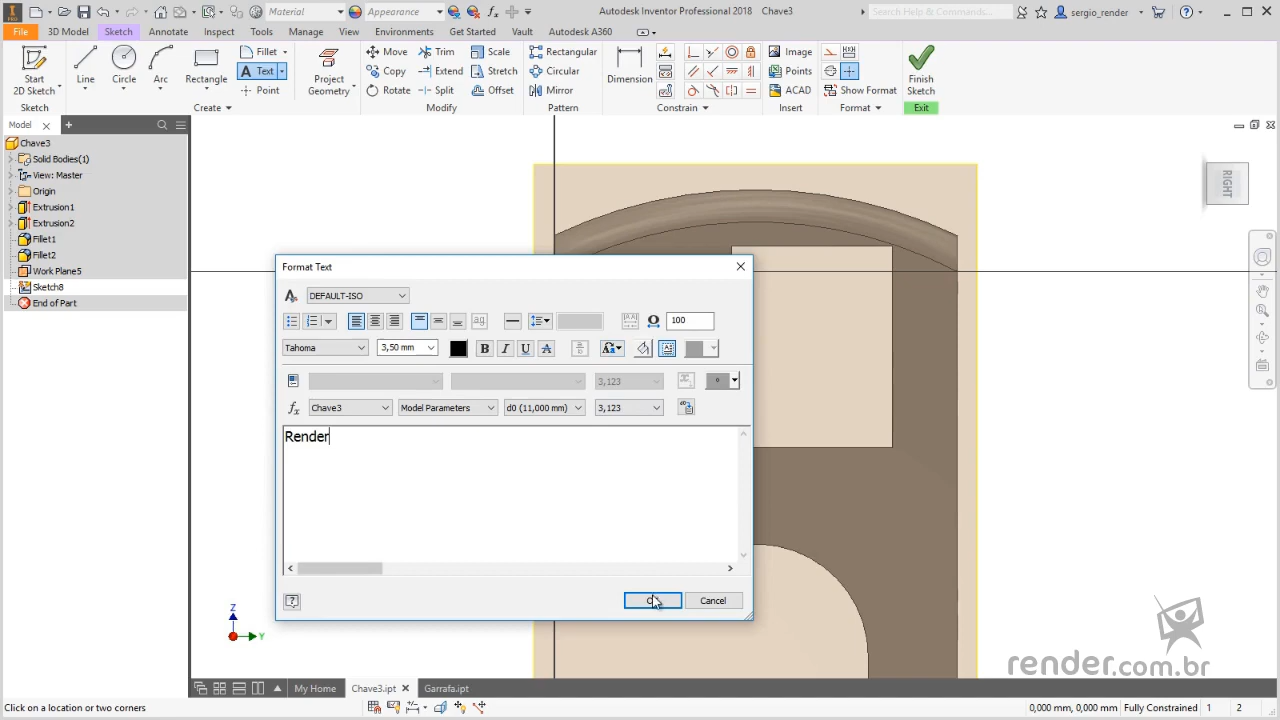 Material
Appearance
Autodesk Inventor Professional 2018 Chave3
Search Help & Commands...
sergio_render
File
3D Model
Sketch
Annotate
Inspect
Tools
Manage
View
Environments
Get Started
Vault
Autodesk A360
Start
2D Sketch
Line
Circle
Arc
Rectangle
Fillet
Text
Point
Project
Geometry
Move
Copy
Rotate
Trim
Extend
Split
Scale
Stretch
Offset
Rectangular
Circular
Mirror
Dimension
Image
Points
ACAD
Show Format
Finish
Sketch
Sketch
Create
Modify
Pattern
Constrain
Insert
Format
Exit
Model
Chave3
Solid Bodies(1)
View: Master
Origin
Extrusion1
Extrusion2
Fillet1
Fillet2
Work Plane5
Sketch8
End of Part
RIGHT
Format Text
DEFAULT-ISO
100
Tahoma
3,50 mm
B I U A
3,123
Chave3
Model Parameters
d0 (11,000 mm)
3,123
Render
Cancel
Z
Y
render.com.br
My Home
Chave3.ipt
Garrafa.ipt
Click on a location or two corners
0,000 mm, 0,000 mm
Fully Constrained
1
2